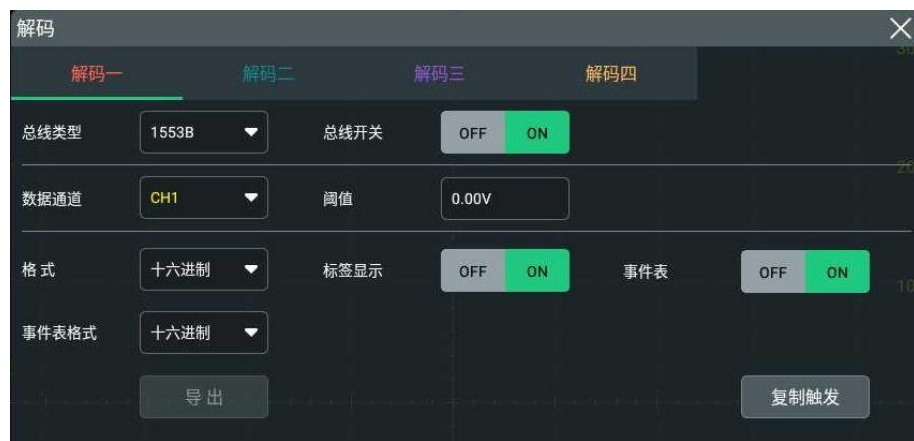 解码
解码一 解码二 解码三 解码四
总线类型 1553B 总线开关 OFF ON
数据通道 CH1 阈值 0.00V
格式 十六进制 标签显示 OFF ON 事件表 OFF ON
事件表格式 十六进制
导出 复制触发